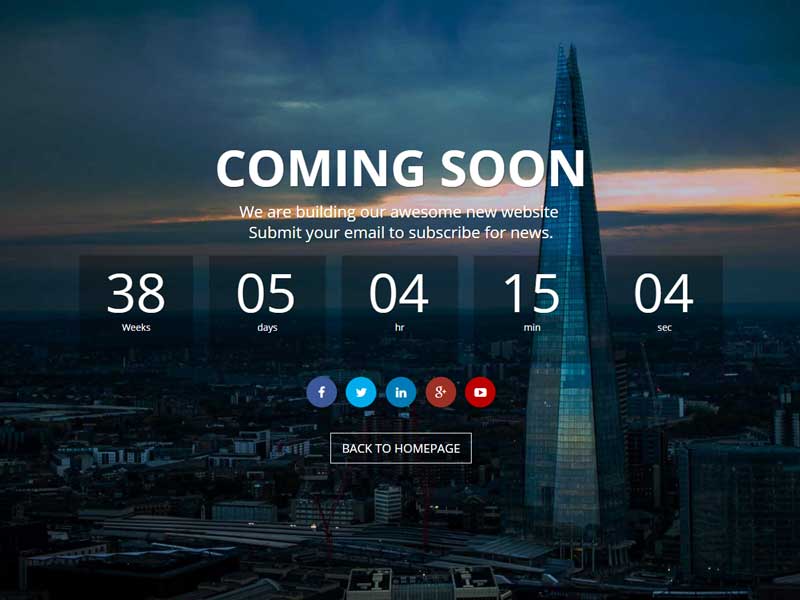 COMING SOON
We are building our awesome new website
Submit your email to subscribe for news.
38 05 04 15 04
Weeks days hr min sec
f in g+
BACK TO HOMEPAGE